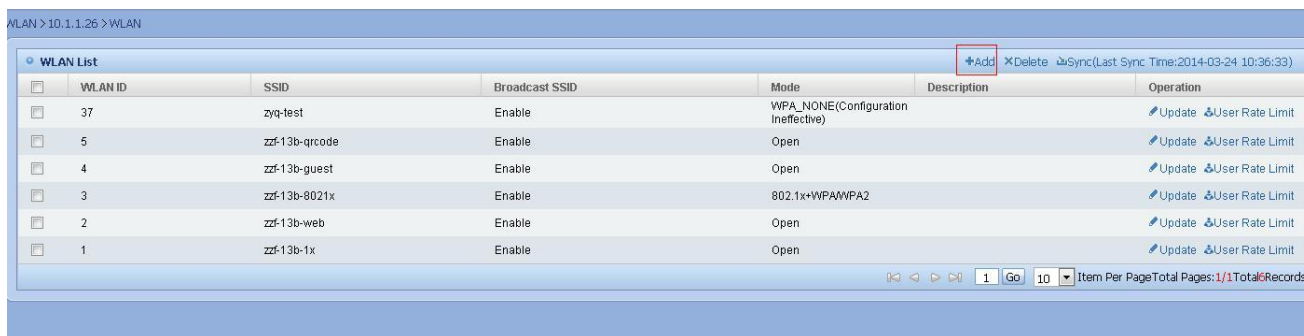 WLAN > 10.1.1.26 > WLAN
WLAN List
+Add ×Delete Sync(Last Sync Time:2014-03-24 10:36:33)
WLAN ID SSID Broadcast SSID Mode Description Operation
37 zyq-test Enable WPA_NONE(Configuration Ineffective) Update User Rate Limit
5 zzf-13b-qrcode Enable Open Update User Rate Limit
4 zzf-13b-guest Enable Open Update User Rate Limit
3 zzf-13b-8021x Enable 802.1x+WPA/WPA2 Update User Rate Limit
2 zzf-13b-web Enable Open Update User Rate Limit
1 zzf-13b-1x Enable Open Update User Rate Limit
1 Go 10 Item Per PageTotal Pages:1/1Total6Records